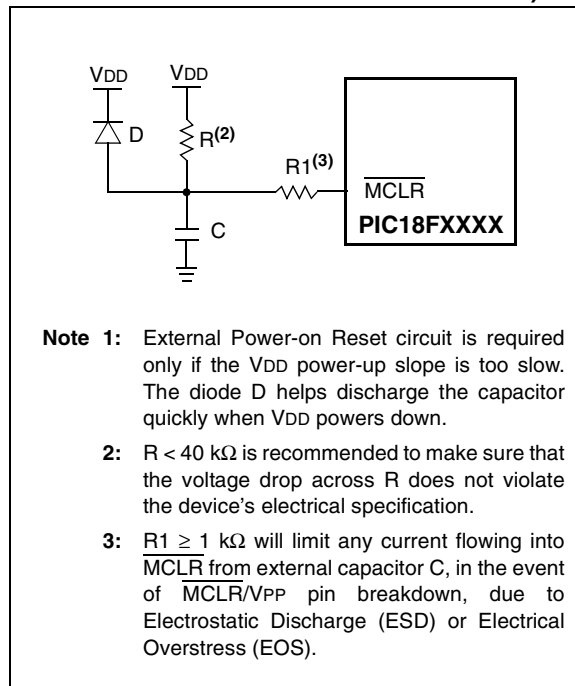 VDD VDD
D R(2)
R1(3)
MCLR
C
PIC18FXXXX
Note 1: External Power-on Reset circuit is required
only if the VDD power-up slope is too slow.
The diode D helps discharge the capacitor
quickly when VDD powers down.
2: R < 40 kΩ is recommended to make sure that
the voltage drop across R does not violate
the device's electrical specification.
3: R1 ≥ 1 kΩ will limit any current flowing into
MCLR from external capacitor C, in the event
of MCLR/VPP pin breakdown, due to
Electrostatic Discharge (ESD) or Electrical
Overstress (EOS).